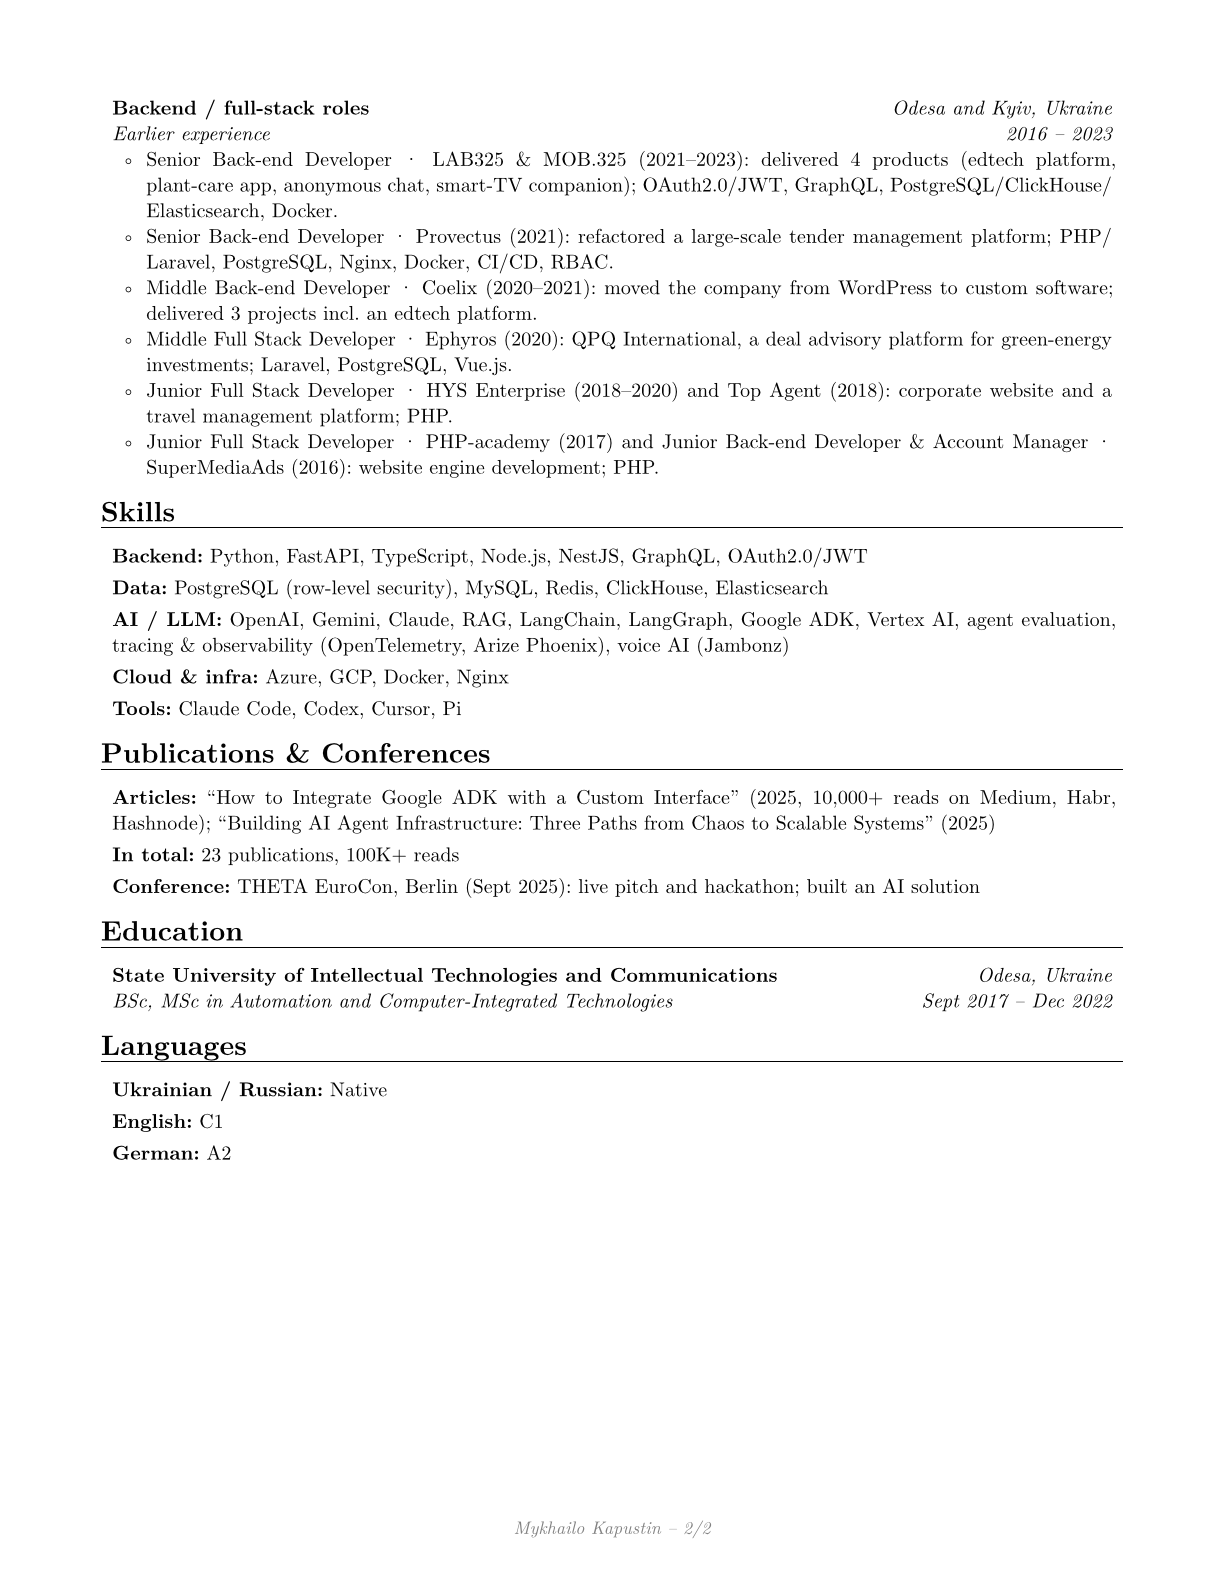 Backend / full-stack roles Odesa and Kyiv, Ukraine
Earlier experience 2016 – 2023
◦ Senior Back-end Developer · LAB325 & MOB.325 (2021–2023): delivered 4 products (edtech platform,
plant-care app, anonymous chat, smart-TV companion); OAuth2.0/JWT, GraphQL, PostgreSQL/ClickHouse/
Elasticsearch, Docker.
◦ Senior Back-end Developer · Provectus (2021): refactored a large-scale tender management platform; PHP/
Laravel, PostgreSQL, Nginx, Docker, CI/CD, RBAC.
◦ Middle Back-end Developer · Coelix (2020–2021): moved the company from WordPress to custom software;
delivered 3 projects incl. an edtech platform.
◦ Middle Full Stack Developer · Ephyros (2020): QPQ International, a deal advisory platform for green-energy
investments; Laravel, PostgreSQL, Vue.js.
◦ Junior Full Stack Developer · HYS Enterprise (2018–2020) and Top Agent (2018): corporate website and a
travel management platform; PHP.
◦ Junior Full Stack Developer · PHP-academy (2017) and Junior Back-end Developer & Account Manager ·
SuperMediaAds (2016): website engine development; PHP.
Skills
Backend: Python, FastAPI, TypeScript, Node.js, NestJS, GraphQL, OAuth2.0/JWT
Data: PostgreSQL (row-level security), MySQL, Redis, ClickHouse, Elasticsearch
AI / LLM: OpenAI, Gemini, Claude, RAG, LangChain, LangGraph, Google ADK, Vertex AI, agent evaluation,
tracing & observability (OpenTelemetry, Arize Phoenix), voice AI (Jambonz)
Cloud & infra: Azure, GCP, Docker, Nginx
Tools: Claude Code, Codex, Cursor, Pi
Publications & Conferences
Articles: “How to Integrate Google ADK with a Custom Interface” (2025, 10,000+ reads on Medium, Habr,
Hashnode); “Building AI Agent Infrastructure: Three Paths from Chaos to Scalable Systems” (2025)
In total: 23 publications, 100K+ reads
Conference: THETA EuroCon, Berlin (Sept 2025): live pitch and hackathon; built an AI solution
Education
State University of Intellectual Technologies and Communications Odesa, Ukraine
BSc, MSc in Automation and Computer-Integrated Technologies Sept 2017 – Dec 2022
Languages
Ukrainian / Russian: Native
English: C1
German: A2
Mykhailo Kapustin – 2/2